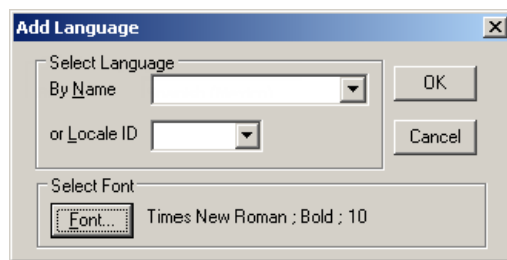 Add Language
Select Language
By Name
OK
or Locale ID
Cancel
Select Font
Font... Times New Roman ; Bold ; 10